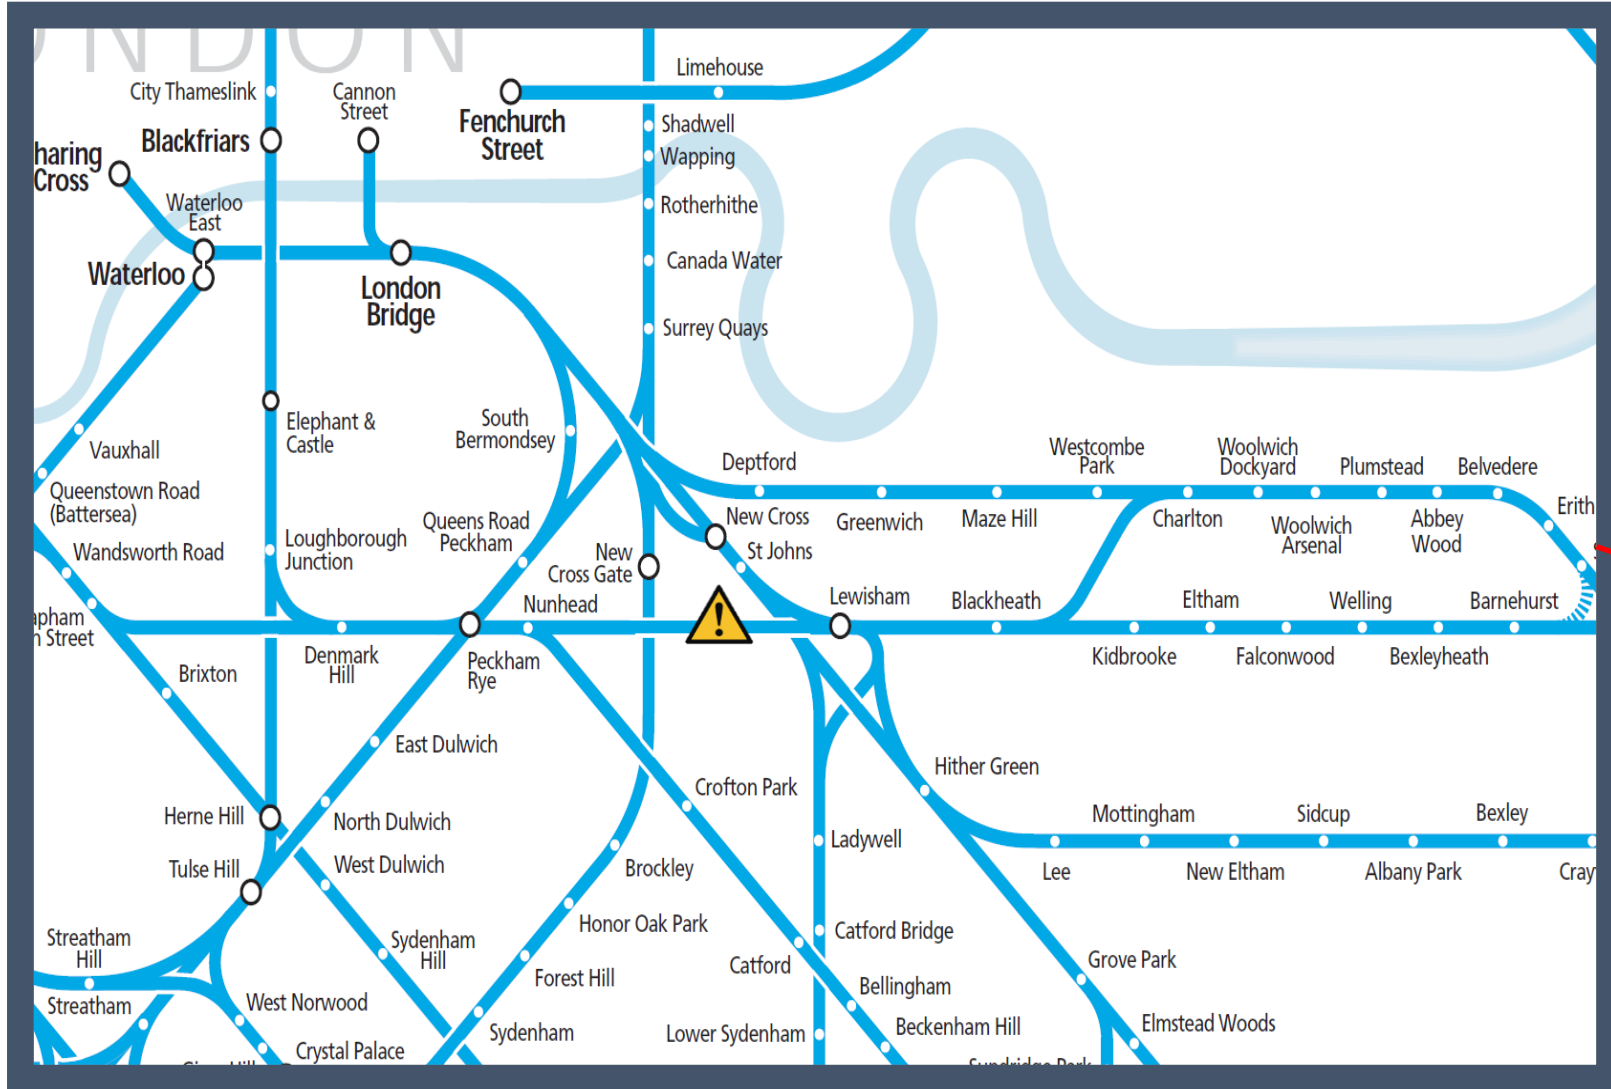 LONDON
City Thameslink
Blackfriars
Cannon
Street
Fenchurch
Street
Limehouse
Shadwell
Wapping
Rotherhithe
Canada Water
Surrey Quays
haring
Cross
Waterloo
East
Waterloo
London
Bridge
Vauxhall
Queenstown Road
(Battersea)
Wandsworth Road
apham
h Street
Elephant &
Castle
Loughborough
Junction
South
Bermondsey
Queens Road
Peckham
New
Cross Gate
Nunhead
Deptford
New Cross
St Johns
Lewisham
Greenwich
Maze Hill
Westcombe
Park
Charlton
Woolwich
Dockyard
Woolwich
Arsenal
Plumstead
Abbey
Wood
Belvedere
Erith
Blackheath
Kidbrooke
Eltham
Falconwood
Welling
Bexleyheath
Barnehurst
Brixton
Denmark
Hill
Peckham
Rye
East Dulwich
Herne Hill
North Dulwich
Tulse Hill
West Dulwich
Crofton Park
Hither Green
Ladywell
Brockley
Honor Oak Park
Forest Hill
Sydenham
Lee
Mottingham
New Eltham
Sidcup
Albany Park
Bexley
Cray
Streatham
Hill
Streatham
West Norwood
Crystal Palace
Sydenham
Hill
Catford
Catford Bridge
Bellingham
Lower Sydenham
Beckenham Hill
Grove Park
Elmstead Woods
Sundridge Park